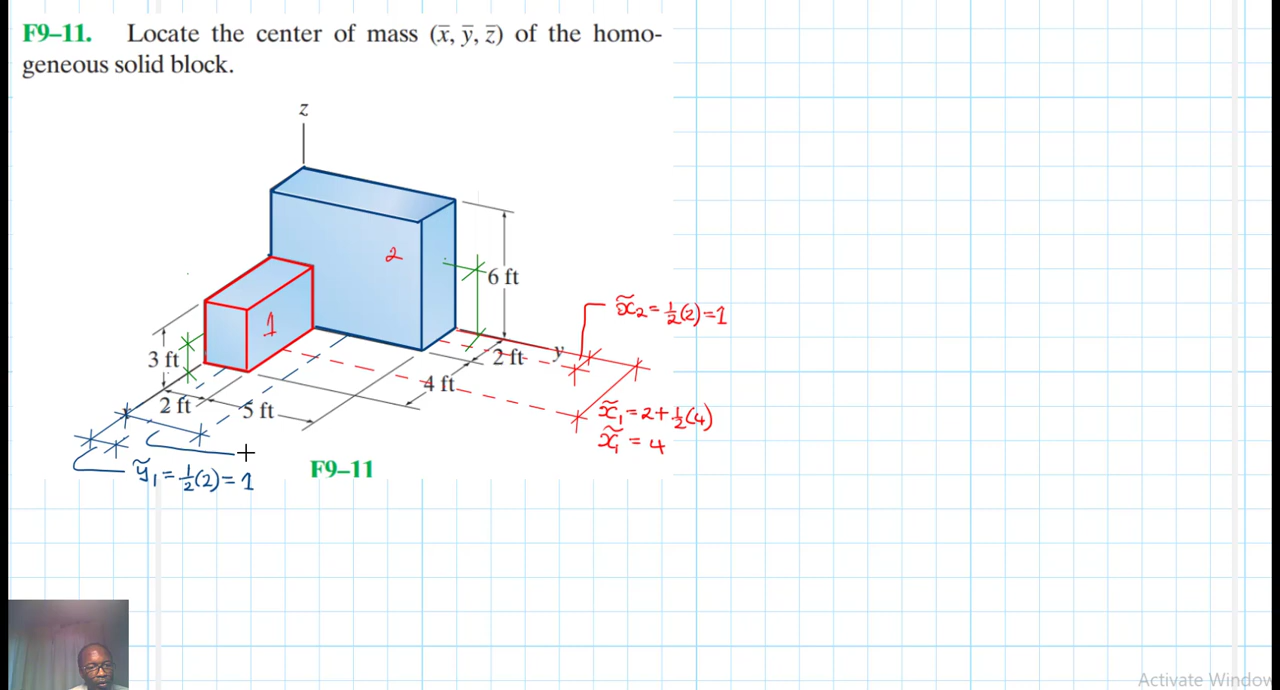 F9–11. Locate the center of mass (x̄, ȳ, z̄) of the homo-
geneous solid block.
z
2
6 ft
1
x̃₂ = ½(2) = 1
3 ft
y
2 ft
4 ft
2 ft
5 ft
x̃₁ = 2 + ½(4)
x̃₁ = 4
ỹ₁ = ½(2) = 1
F9–11
Activate Window